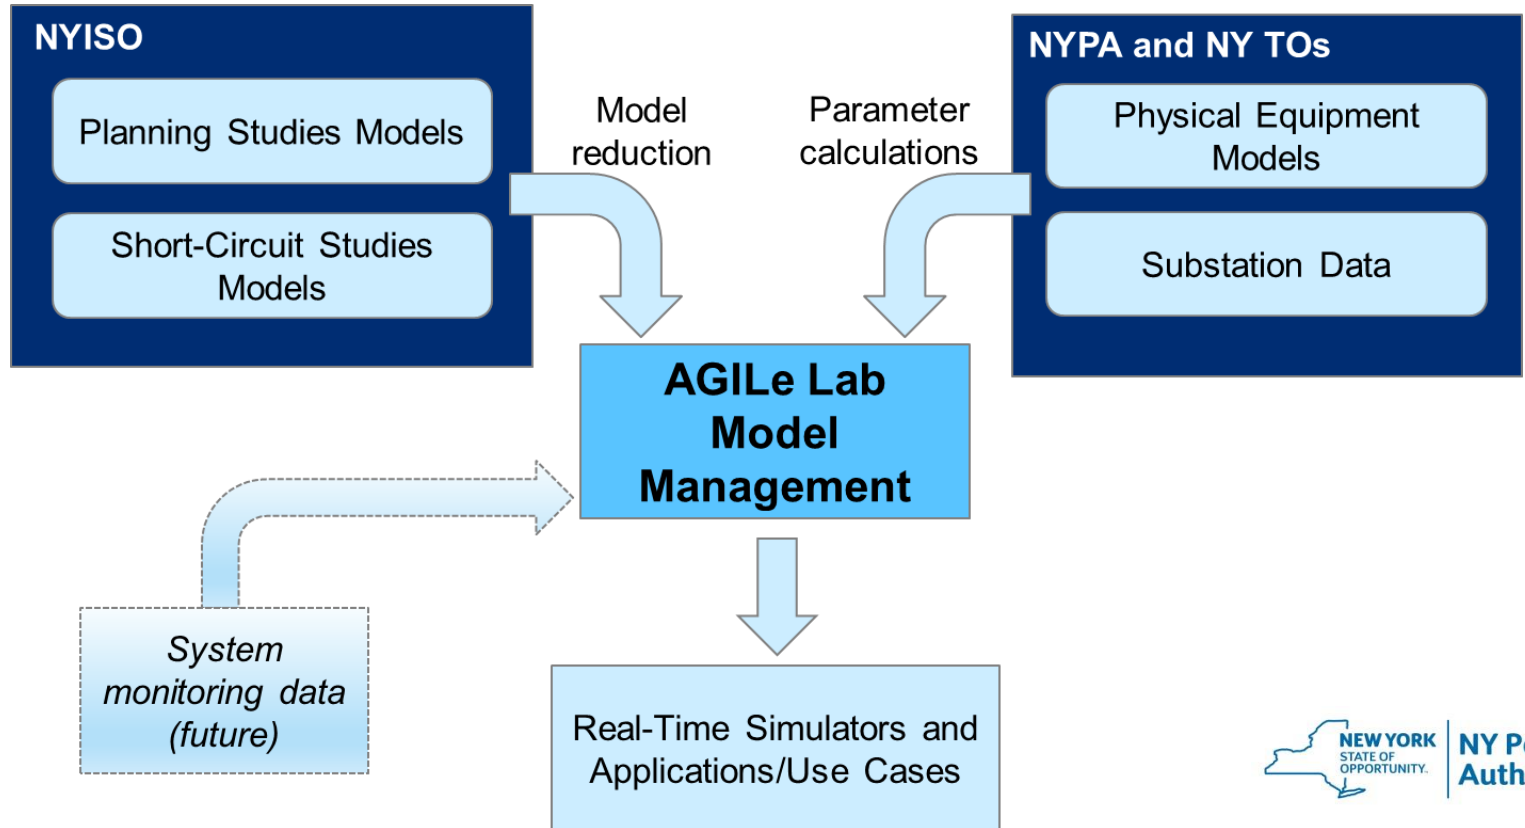 NYISO
Planning Studies Models
Short-Circuit Studies
Models
Model
reduction
Parameter
calculations
NYPA and NY TOs
Physical Equipment
Models
Substation Data
AGILe Lab
Model
Management
System
monitoring data
(future)
Real-Time Simulators and
Applications/Use Cases
NEW YORK
STATE OF
OPPORTUNITY.
NY